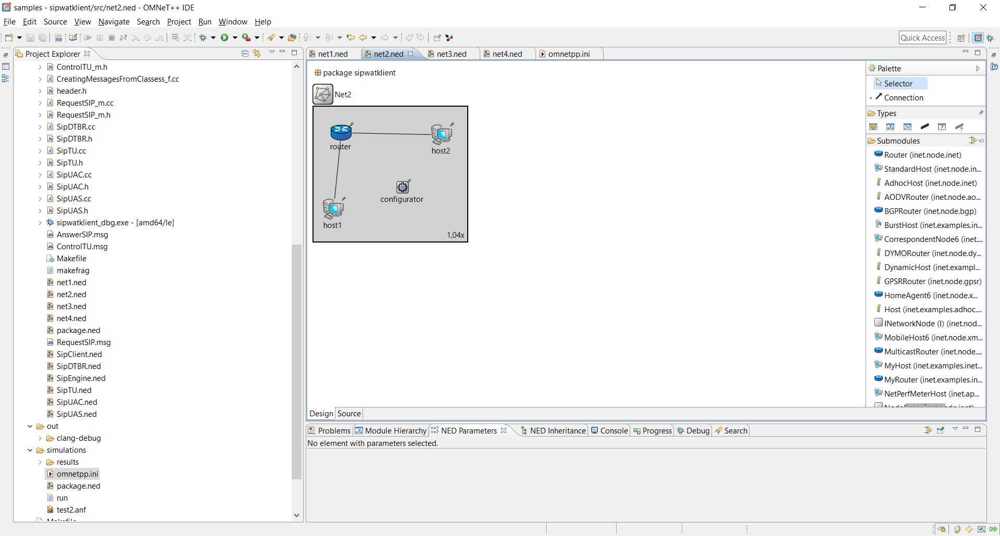 samples - sipwatklient/src/net2.ned - OMNeT++ IDE
File Edit Source View Navigate Search Project Run Window Help
Quick Access
Project Explorer
ControlTU_m.h
CreatingMessagesFromClassess_f.cc
header.h
RequestSIP_m.cc
RequestSIP_m.h
SipDTBR.cc
SipDTBR.h
SipTU.cc
SipTU.h
SipUAC.cc
SipUAC.h
SipUAS.cc
SipUAS.h
sipwatklient_dbg.exe - [amd64/le]
AnswerSIP.msg
ControlTU.msg
Makefile
makefrag
net1.ned
net2.ned
net3.ned
net4.ned
package.ned
RequestSIP.msg
SipClient.ned
SipDTBR.ned
SipEngine.ned
SipTU.ned
SipUAC.ned
SipUAS.ned
out
clang-debug
simulations
results
omnetpp.ini
package.ned
run
test2.anf
Makefile
net1.ned net2.ned net3.ned net4.ned omnetpp.ini
package sipwatklient
Net2
router
host2
configurator
host1
1,04x
Design Source
Palette
Selector
Connection
Types
Submodules
Router (inet.node.inet)
StandardHost (inet.node.in...
AdhocHost (inet.node.inet)
AODVRouter (inet.node.ao...
BGPRouter (inet.node.bgp)
BurstHost (inet.examples.in...
CorrespondentNode6 (inet....
DYMORouter (inet.node.dy...
DynamicHost (inet.exampl...
GPSRRouter (inet.node.gpsr)
HomeAgent6 (inet.node.x...
Host (inet.examples.adhoc....
INetworkNode (I) (inet.nod...
MobileHost6 (inet.node.xm...
MulticastRouter (inet.node....
MyHost (inet.examples.inet...
MyRouter (inet.examples.in...
NetPerfMeterHost (inet.ap...
Problems Module Hierarchy NED Parameters NED Inheritance Console Progress Debug Search
No element with parameters selected.